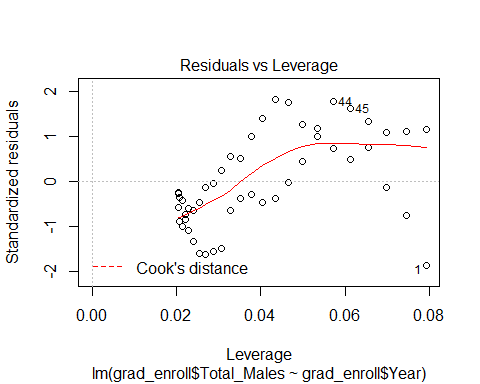 Residuals vs Leverage
Standardized residuals
2
1
0
-1
-2
44
45
1
Cook's distance
0.00 0.02 0.04 0.06 0.08
Leverage
lm(grad_enroll$Total_Males ~ grad_enroll$Year)